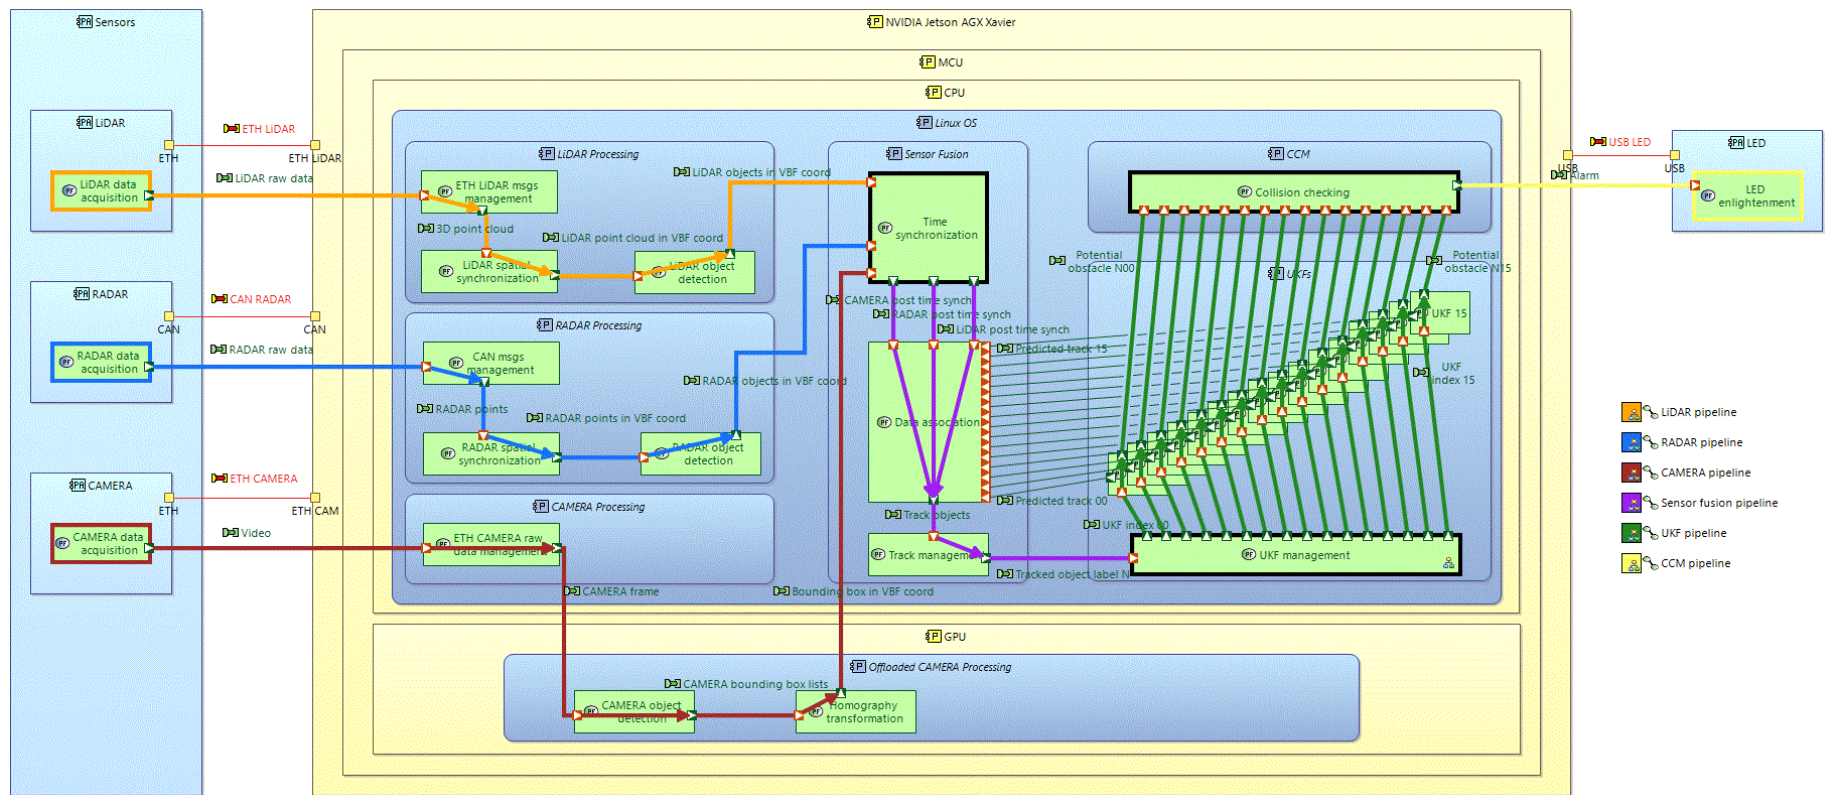 Sensors
NVIDIA Jetson AGX Xavier
MCU
CPU
Linux OS
LiDAR
ETH LiDAR
ETH
ETH LiDAR
LiDAR raw data
LiDAR data
acquisition
LiDAR Processing
ETH LiDAR msgs
management
3D point cloud
LiDAR point cloud in VBF coord
LiDAR spatial
synchronization
LiDAR object
detection
LiDAR objects in VBF coord
Sensor Fusion
Time
synchronization
CCM
Collision checking
USB LED
USB
USB
Alarm
LED
LED
enlightenment
RADAR
CAN RADAR
CAN
CAN
RADAR raw data
RADAR data
acquisition
RADAR Processing
CAN msgs
management
RADAR points
RADAR points in VBF coord
RADAR spatial
synchronization
RADAR object
detection
RADAR objects in VBF coord
CAMERA post time synch
RADAR post time synch
LiDAR post time synch
Predicted track 15
Data association
Predicted track 00
Track objects
Track management
Tracked object label N
Potential
obstacle N00
UKFs
Potential
obstacle N15
UKF 15
UKF
index 15
UKF index 00
UKF management
CAMERA
ETH CAMERA
ETH
ETH CAM
Video
CAMERA data
acquisition
CAMERA Processing
ETH CAMERA raw
data management
CAMERA frame
Bounding box in VBF coord
GPU
Offloaded CAMERA Processing
CAMERA bounding box lists
CAMERA object
detection
Homography
transformation
LiDAR pipeline
RADAR pipeline
CAMERA pipeline
Sensor fusion pipeline
UKF pipeline
CCM pipeline